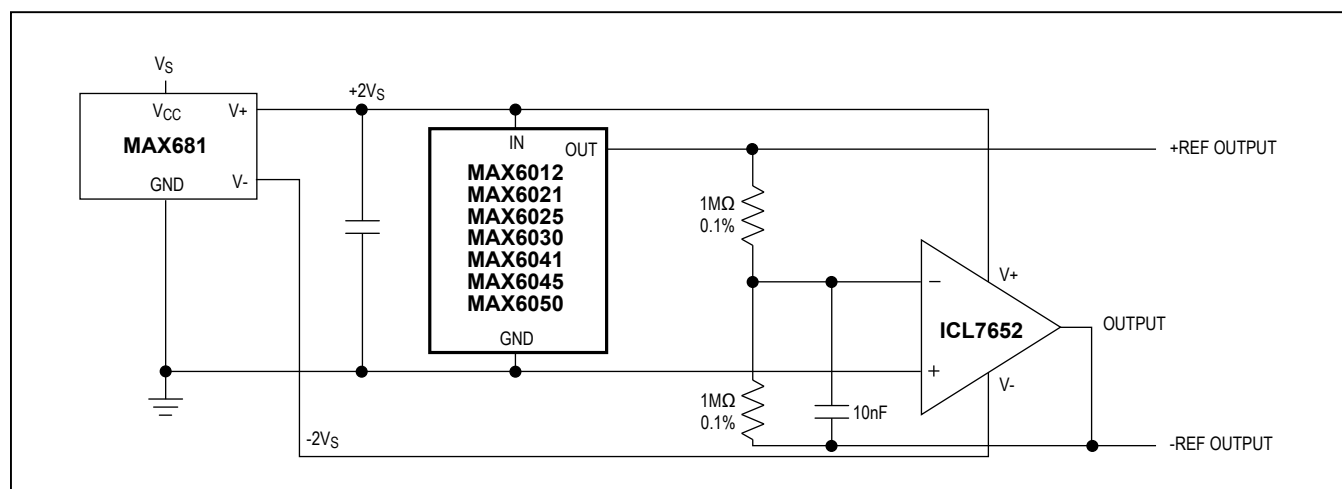 VS
VCC
V+
MAX681
GND
V-
+2VS
IN
OUT
MAX6012
MAX6021
MAX6025
MAX6030
MAX6041
MAX6045
MAX6050
GND
+REF OUTPUT
1MΩ
0.1%
−
V+
ICL7652
OUTPUT
+
V-
1MΩ
0.1%
10nF
-2VS
-REF OUTPUT